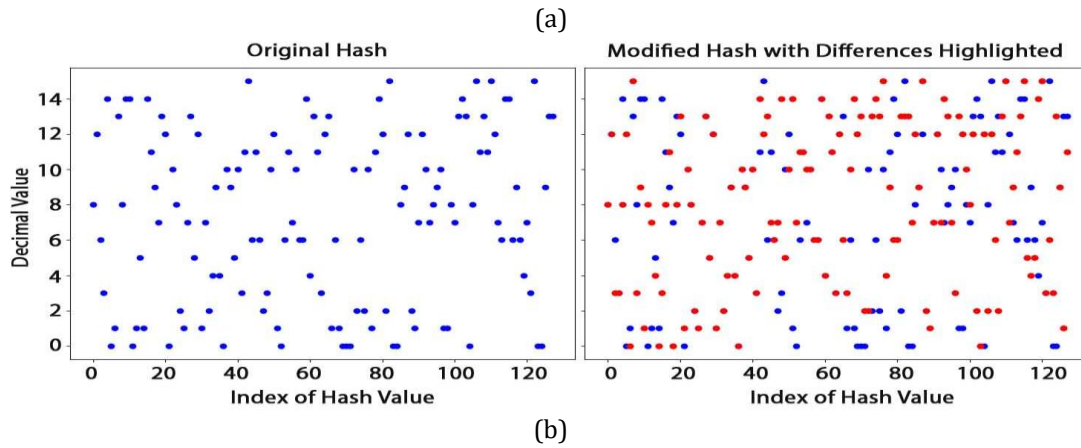 (a)
Original Hash
Modified Hash with Differences Highlighted
Decimal Value
14
12
10
8
6
4
2
0
0 20 40 60 80 100 120
0 20 40 60 80 100 120
Index of Hash Value
Index of Hash Value
(b)